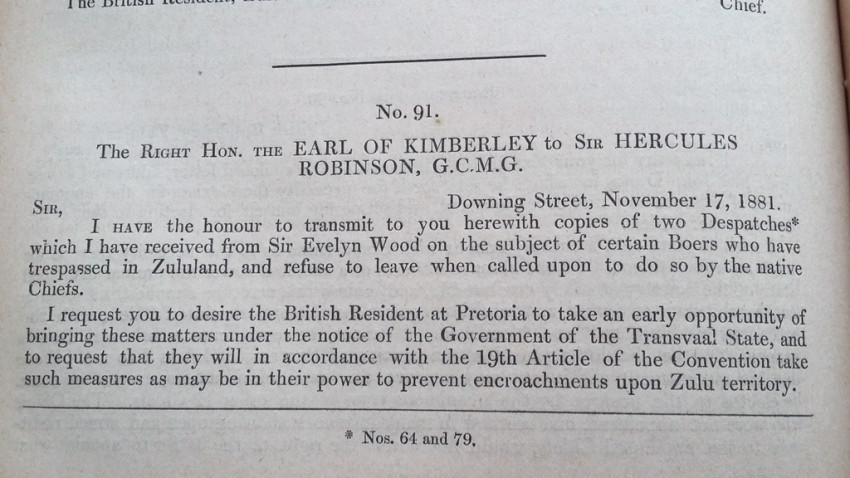 The British Resident,
Chief.
No. 91.
The RIGHT HON. THE EARL OF KIMBERLEY to SIR HERCULES
ROBINSON, G.C.M.G.
SIR,
Downing Street, November 17, 1881.
I HAVE the honour to transmit to you herewith copies of two Despatches*
which I have received from Sir Evelyn Wood on the subject of certain Boers who have
trespassed in Zululand, and refuse to leave when called upon to do so by the native
Chiefs.
I request you to desire the British Resident at Pretoria to take an early opportunity of
bringing these matters under the notice of the Government of the Transvaal State, and
to request that they will in accordance with the 19th Article of the Convention take
such measures as may be in their power to prevent encroachments upon Zulu territory.
* Nos. 64 and 79.